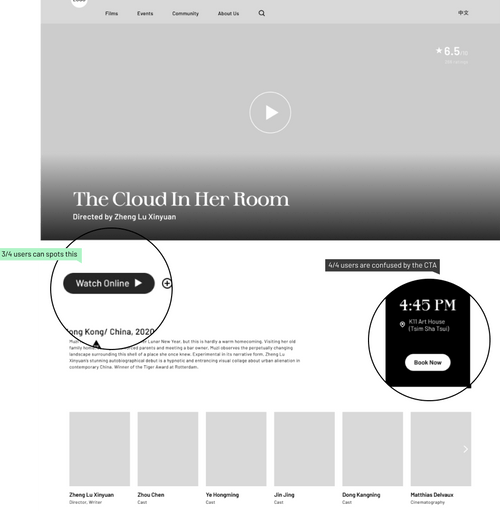 Films
Events
Community
About Us
中文
6.5
The Cloud In Her Room
Directed by Zheng Lu Xinyuan
3/4 users can spots this
4/4 users are confused by the CTA
Watch Online
4:45 PM
K11 Art House
(Tsim Sha Tsui)
Book Now
ong Kong/ China, 2020
Muzi Lunar New Year, but this is hardly a warm homecoming. Visiting her old
family home, parents and meeting a bar owner, Muzi observes the perpetually changing
landscape surrounding this shell of a place she once knew. Experimental in its narrative form, Zheng Lu
Xinyuan's stunning autobiographical debut is a hypnotic and entrancing visual collage about urban alienation in
contemporary China. Winner of the Tiger Award at Rotterdam.
Zheng Lu Xinyuan
Director, Writer
Zhou Chen
Cast
Ye Hongming
Cast
Jin Jing
Cast
Dong Kangning
Cast
Matthias Delvaux
Cinematography